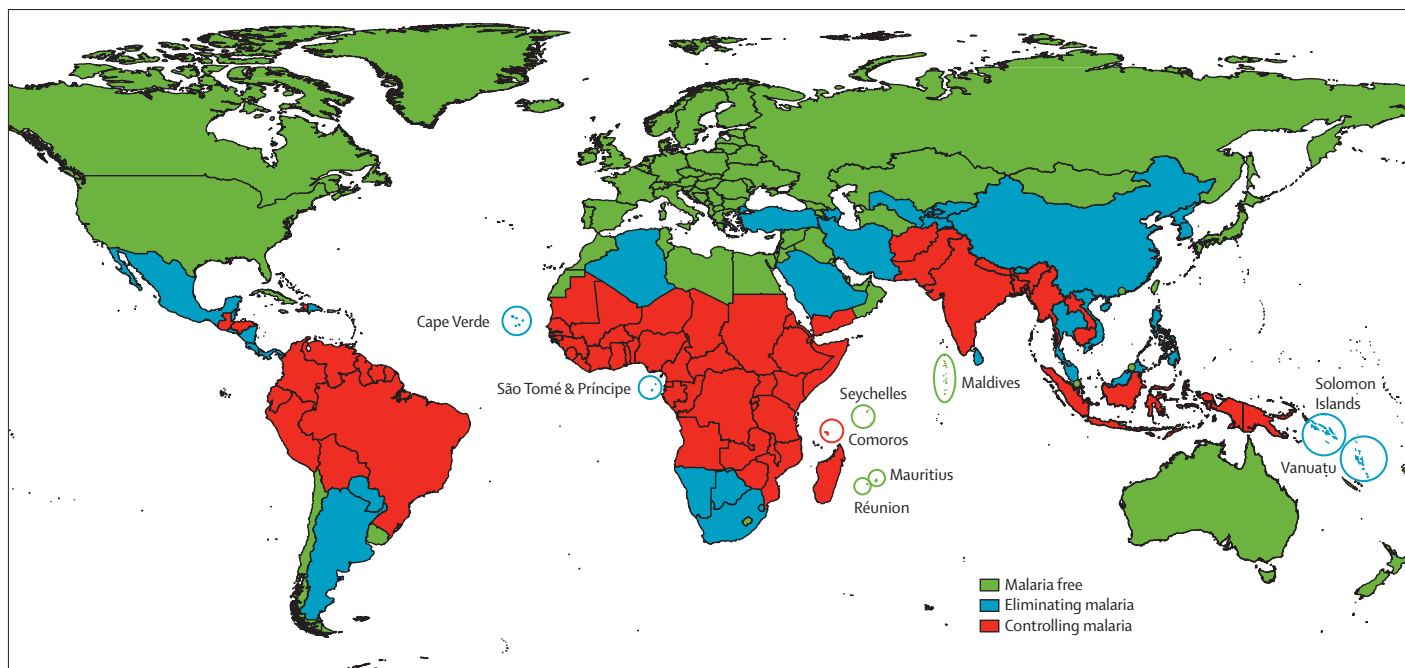 Cape Verde
São Tomé & Príncipe
Seychelles
Maldives
Comoros
Mauritius
Réunion
Solomon
Islands
Vanuatu
Malaria free
Eliminating malaria
Controlling malaria